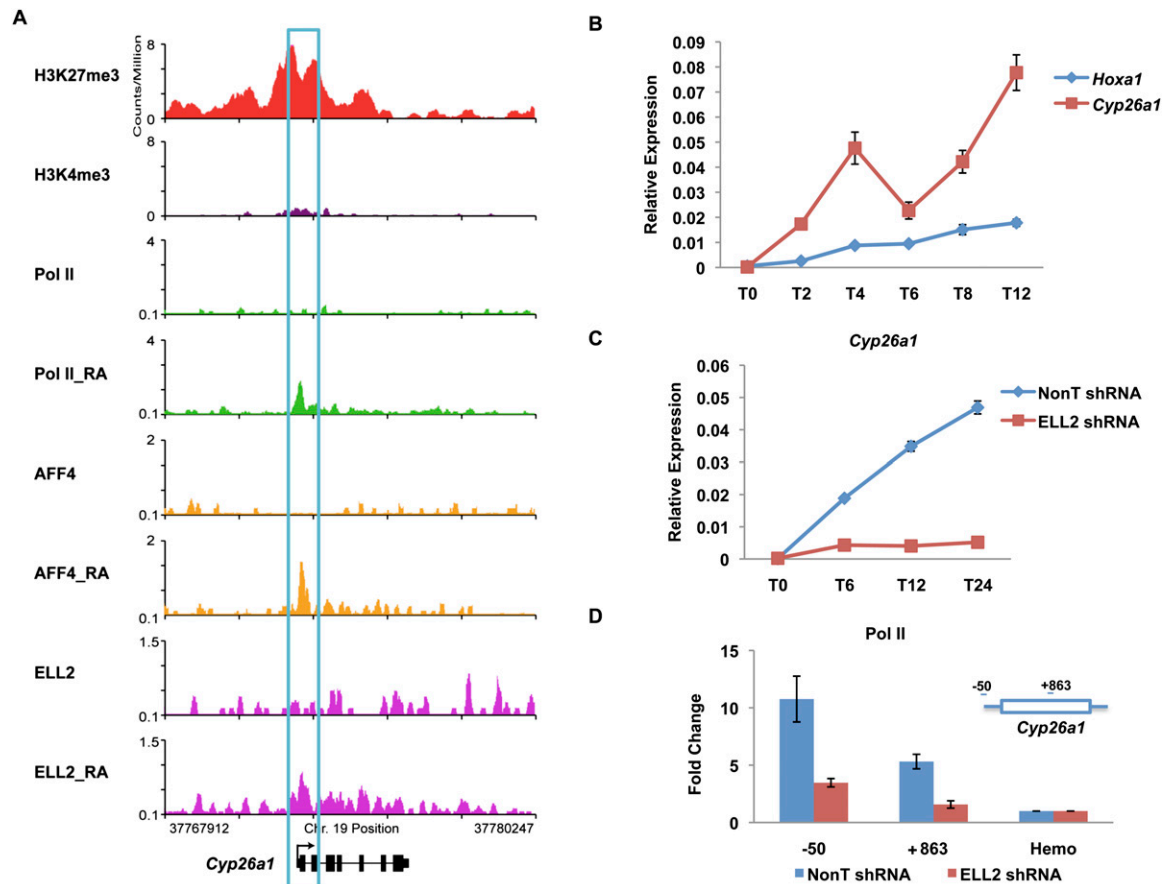 A
Counts/Million
H3K27me3
8
0
H3K4me3
8
0
Pol II
4
0.1
Pol II_RA
4
0.1
AFF4
2
0.1
AFF4_RA
2
0.1
ELL2
1.5
0.1
ELL2_RA
1.5
0.1
37767912 Chr. 19 Position 37780247
Cyp26a1
B
Relative Expression
0.09
0.08
0.07
0.06
0.05
0.04
0.03
0.02
0.01
0
T0 T2 T4 T6 T8 T12
Hoxa1
Cyp26a1
C
Cyp26a1
Relative Expression
0.06
0.05
0.04
0.03
0.02
0.01
0
T0 T6 T12 T24
NonT shRNA
ELL2 shRNA
D
Pol II
Fold Change
15
10
5
0
-50 +863
Cyp26a1
-50 +863 Hemo
NonT shRNA ELL2 shRNA